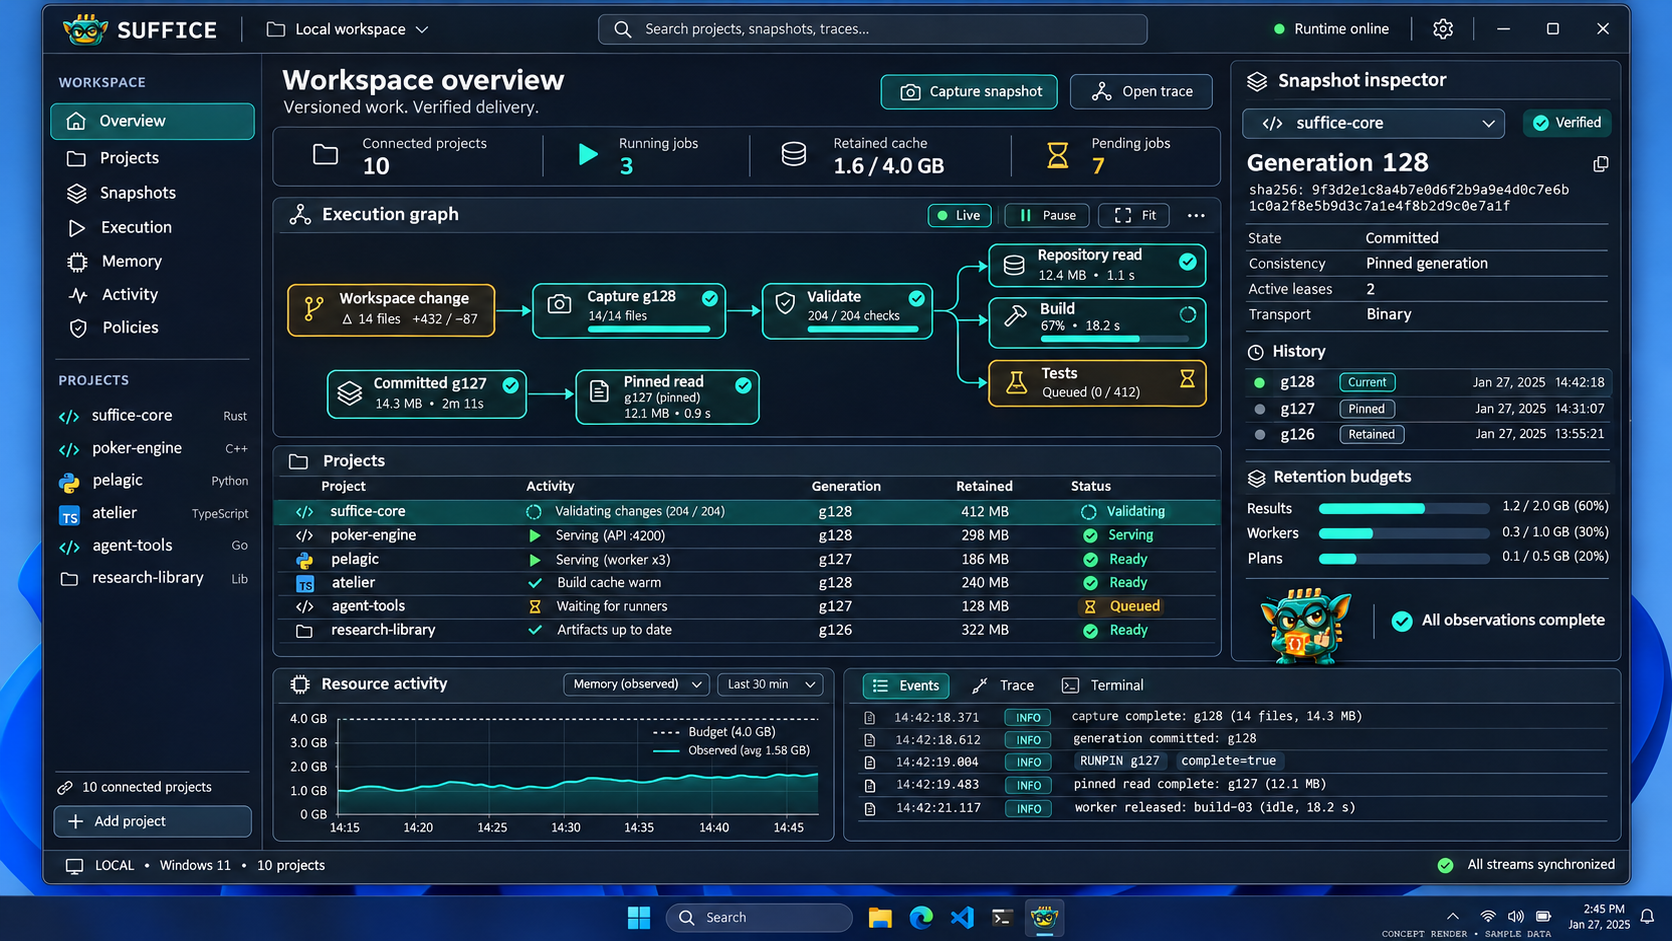 SUFFICE
Local workspace
Search projects, snapshots, traces...
Runtime online
WORKSPACE
Overview
Projects
Snapshots
Execution
Memory
Activity
Policies
PROJECTS
suffice-core Rust
poker-engine C++
pelagic Python
TS atelier TypeScript
agent-tools Go
research-library Lib
10 connected projects
+ Add project
Workspace overview
Versioned work. Verified delivery.
Capture snapshot
Open trace
Connected projects
10
Running jobs
3
Retained cache
1.6 / 4.0 GB
Pending jobs
7
Execution graph
Live
Pause
Fit
Workspace change
Δ 14 files +432 / −87
Capture g128
14/14 files
Validate
204 / 204 checks
Repository read
12.4 MB • 1.1 s
Build
67% • 18.2 s
Tests
Queued (0 / 412)
Committed g127
14.3 MB • 2m 11s
Pinned read
g127 (pinned)
12.1 MB • 0.9 s
Projects
Project Activity Generation Retained Status
suffice-core Validating changes (204 / 204) g128 412 MB Validating
poker-engine Serving (API :4200) g128 298 MB Serving
pelagic Serving (worker x3) g127 186 MB Ready
TS atelier Build cache warm g128 240 MB Ready
agent-tools Waiting for runners g127 128 MB Queued
research-library Artifacts up to date g126 322 MB Ready
Resource activity
Memory (observed)
Last 30 min
4.0 GB
3.0 GB
2.0 GB
1.0 GB
0 GB
Budget (4.0 GB)
Observed (avg 1.58 GB)
14:15 14:20 14:25 14:30 14:35 14:40 14:45
Events
Trace
Terminal
14:42:18.371 INFO capture complete: g128 (14 files, 14.3 MB)
14:42:18.612 INFO generation committed: g128
14:42:19.004 INFO RUNPIN g127 complete=true
14:42:19.483 INFO pinned read complete: g127 (12.1 MB)
14:42:21.117 INFO worker released: build-03 (idle, 18.2 s)
Snapshot inspector
suffice-core
Verified
Generation 128
sha256: 9f3d2e1c8a4b7e0d6f2b9a9e4d0c7e6b
1c0a2f8e5b9d3c7a1e4f8b2d9c0e7a1f
State Committed
Consistency Pinned generation
Active leases 2
Transport Binary
History
g128 Current Jan 27, 2025 14:42:18
g127 Pinned Jan 27, 2025 14:31:07
g126 Retained Jan 27, 2025 13:55:21
Retention budgets
Results 1.2 / 2.0 GB (60%)
Workers 0.3 / 1.0 GB (30%)
Plans 0.1 / 0.5 GB (20%)
All observations complete
LOCAL • Windows 11 • 10 projects
All streams synchronized
Search
2:45 PM
Jan 27, 2025
CONCEPT RENDER • SAMPLE DATA